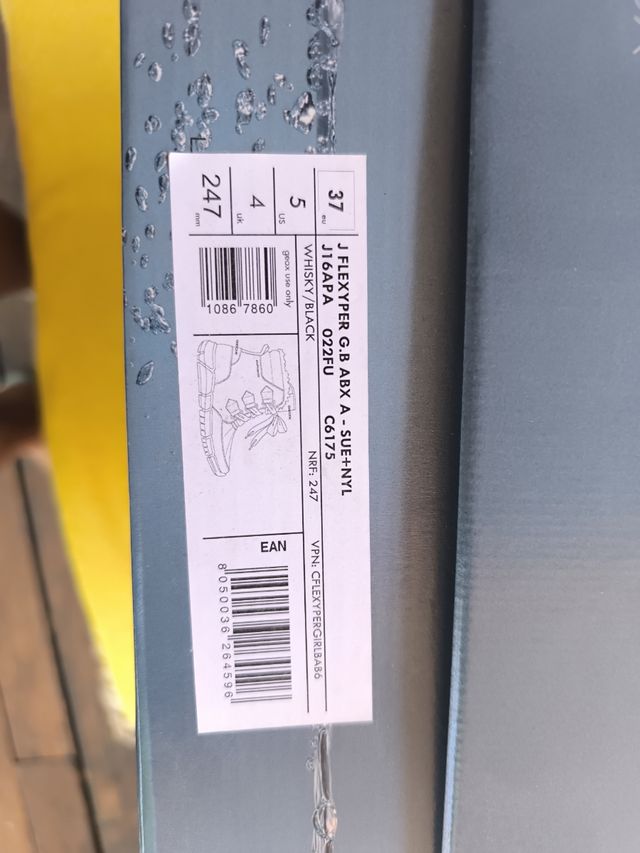 37 eu
5 US
4 uk
247 mm
J FLEXYPER G.B ABX A - SUE+NYL
J16APA 022FU C6175
WHISKY/BLACK NRF: 247 VPN: CFLEXYPERGIRLBAB6
geox use only
1086 7860
EAN
8 050036 264596